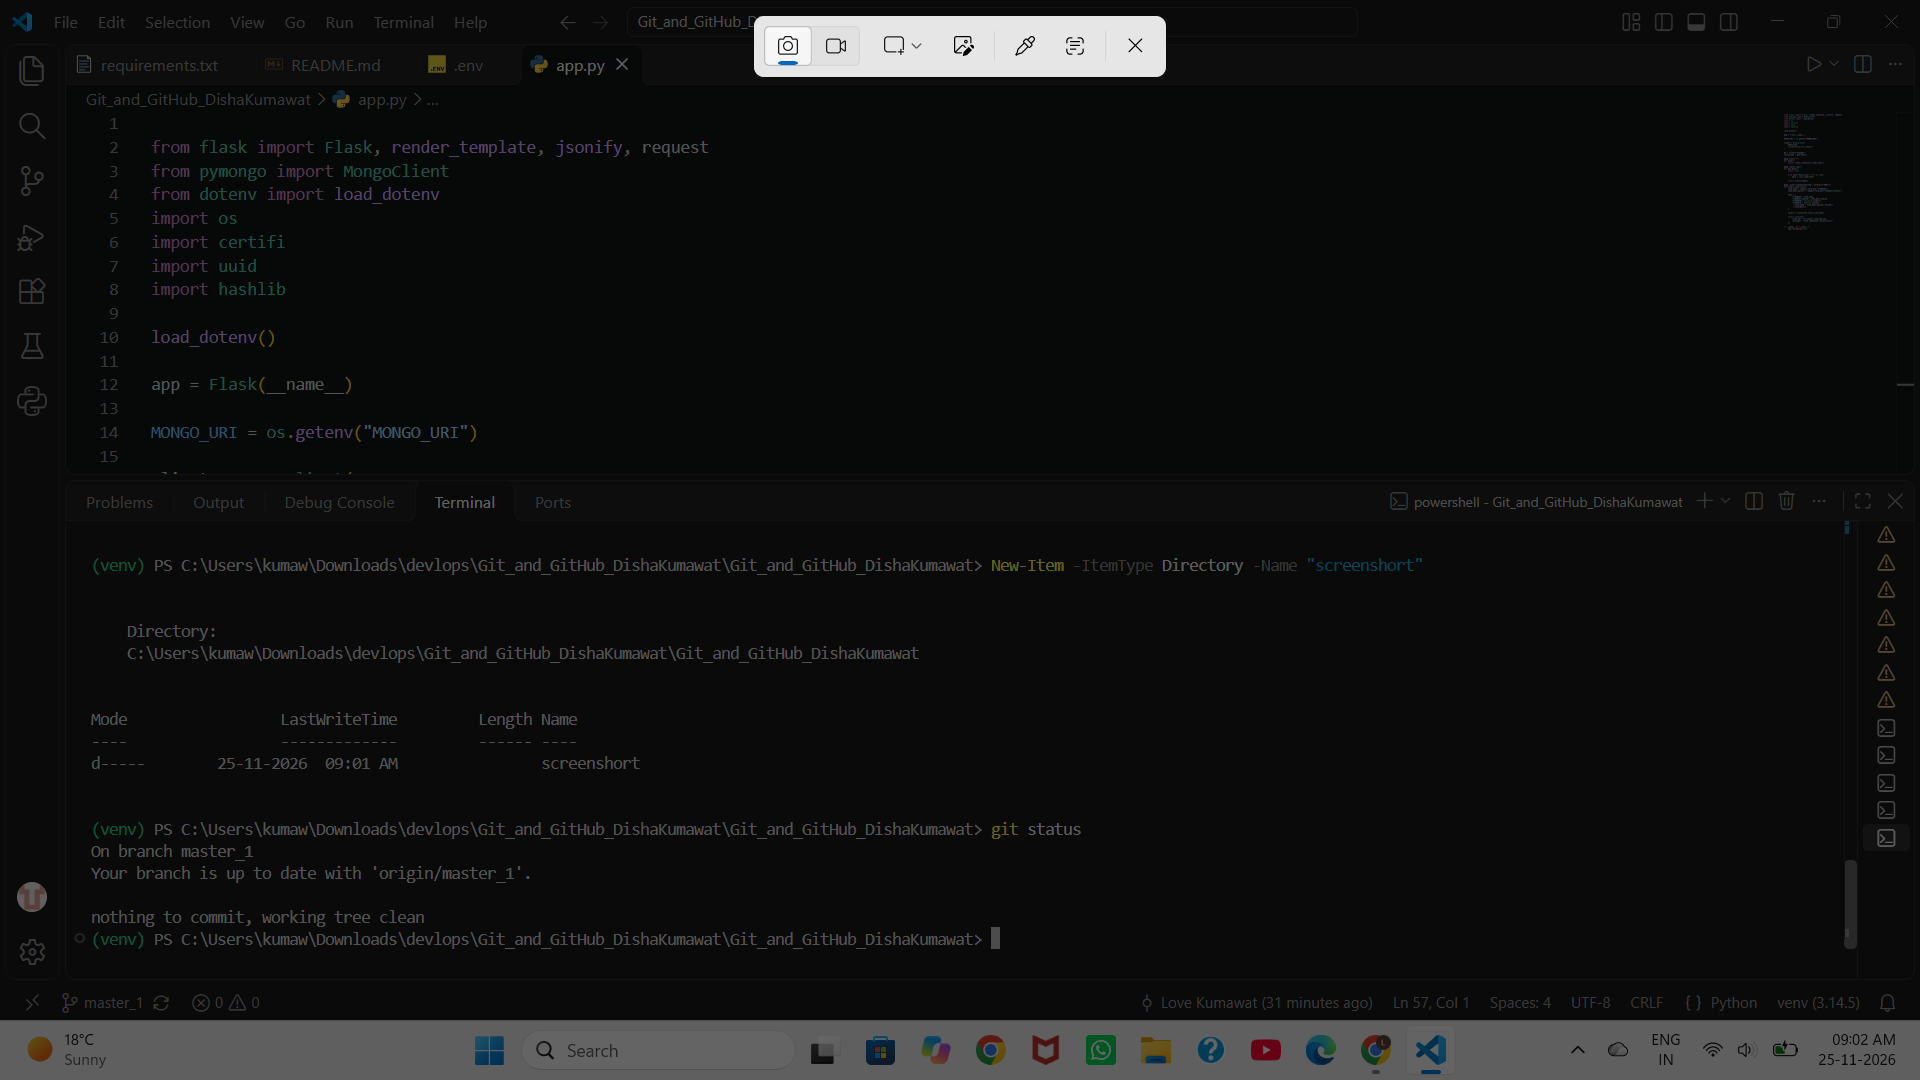 File Edit Selection View Go Run Terminal Help
Git_and_GitHub_D
requirements.txt README.md .env app.py
Git_and_GitHub_DishaKumawat > app.py > ...
1
2 from flask import Flask, render_template, jsonify, request
3 from pymongo import MongoClient
4 from dotenv import load_dotenv
5 import os
6 import certifi
7 import uuid
8 import hashlib
9
10 load_dotenv()
11
12 app = Flask(__name__)
13
14 MONGO_URI = os.getenv("MONGO_URI")
15
Problems Output Debug Console Terminal Ports
powershell - Git_and_GitHub_DishaKumawat
(venv) PS C:\Users\kumaw\Downloads\devlops\Git_and_GitHub_DishaKumawat\Git_and_GitHub_DishaKumawat> New-Item -ItemType Directory -Name "screenshort"
Directory:
C:\Users\kumaw\Downloads\devlops\Git_and_GitHub_DishaKumawat\Git_and_GitHub_DishaKumawat
Mode LastWriteTime Length Name
---- ------------- ------ ----
d----- 25-11-2026 09:01 AM screenshort
(venv) PS C:\Users\kumaw\Downloads\devlops\Git_and_GitHub_DishaKumawat\Git_and_GitHub_DishaKumawat> git status
On branch master_1
Your branch is up to date with 'origin/master_1'.
nothing to commit, working tree clean
(venv) PS C:\Users\kumaw\Downloads\devlops\Git_and_GitHub_DishaKumawat\Git_and_GitHub_DishaKumawat>
master_1 0 0 Love Kumawat (31 minutes ago) Ln 57, Col 1 Spaces: 4 UTF-8 CRLF { } Python venv (3.14.5)
18°C
Sunny
Search
ENG
IN
09:02 AM
25-11-2026